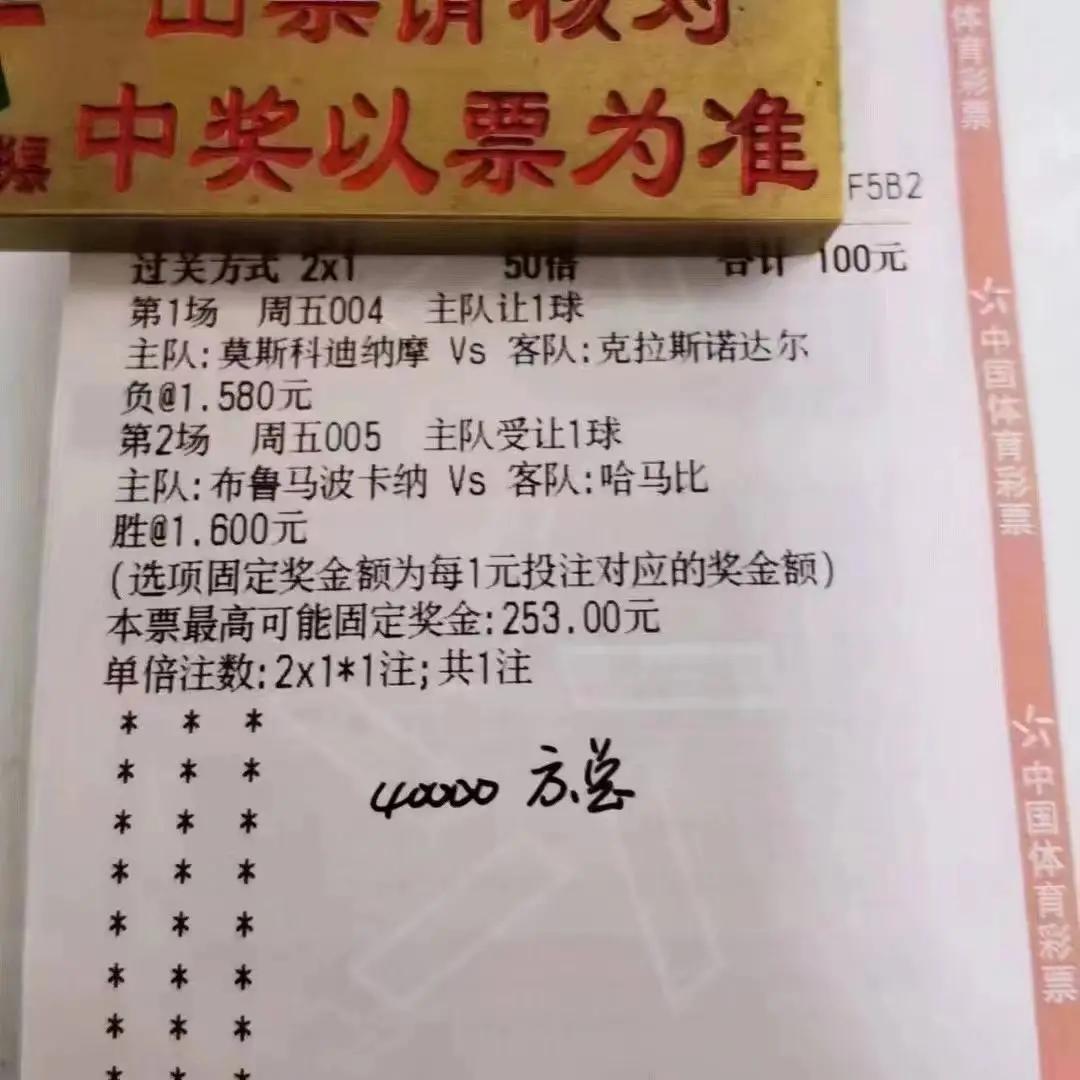 出票请核对
票 中奖以票为准
F5B2
过关方式 2x1 50倍 合计 100元
第1场 周五004 主队让1球
主队:莫斯科迪纳摩 Vs 客队:克拉斯诺达尔
负@1.580元
第2场 周五005 主队受让1球
主队:布鲁马波卡纳 Vs 客队:哈马比
胜@1.600元
(选项固定奖金额为每1元投注对应的奖金额)
本票最高可能固定奖金:253.00元
单倍注数:2x1*1注;共1注
* * *
* * *
* * *
* * *
* * *
* * *
* * *
* * *
40000 方总
体育彩票
中国体育彩票
中国体育彩票